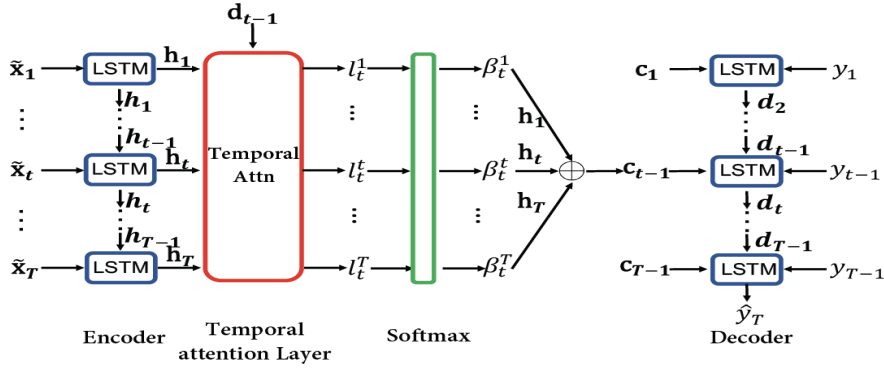 d_{t-1}
x̃_1 LSTM h_1 l_t^1 β_t^1 c_1 LSTM y_1
h_1 d_2
⋮ ⋮ ⋮ h_1
h_{t-1} d_{t-1}
x̃_t LSTM h_t Temporal Attn l_t^t β_t^t h_t c_{t-1} LSTM y_{t-1}
h_t d_t
⋮ ⋮ ⋮ h_T
h_{T-1} d_{T-1}
x̃_T LSTM h_T l_t^T β_t^T c_{T-1} LSTM y_{T-1}
ŷ_T
Encoder Temporal Softmax Decoder
attention Layer